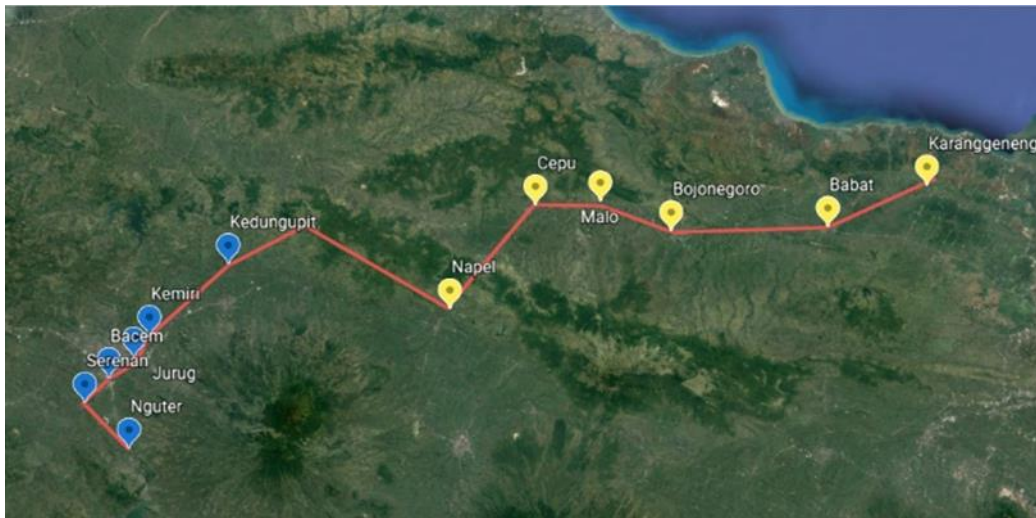 Karanggeneng
Cepu
Babat
Bojonegoro
Malo
Kedungupit
Napel
Kemiri
Bacem
Serenan
Jurug
Nguter